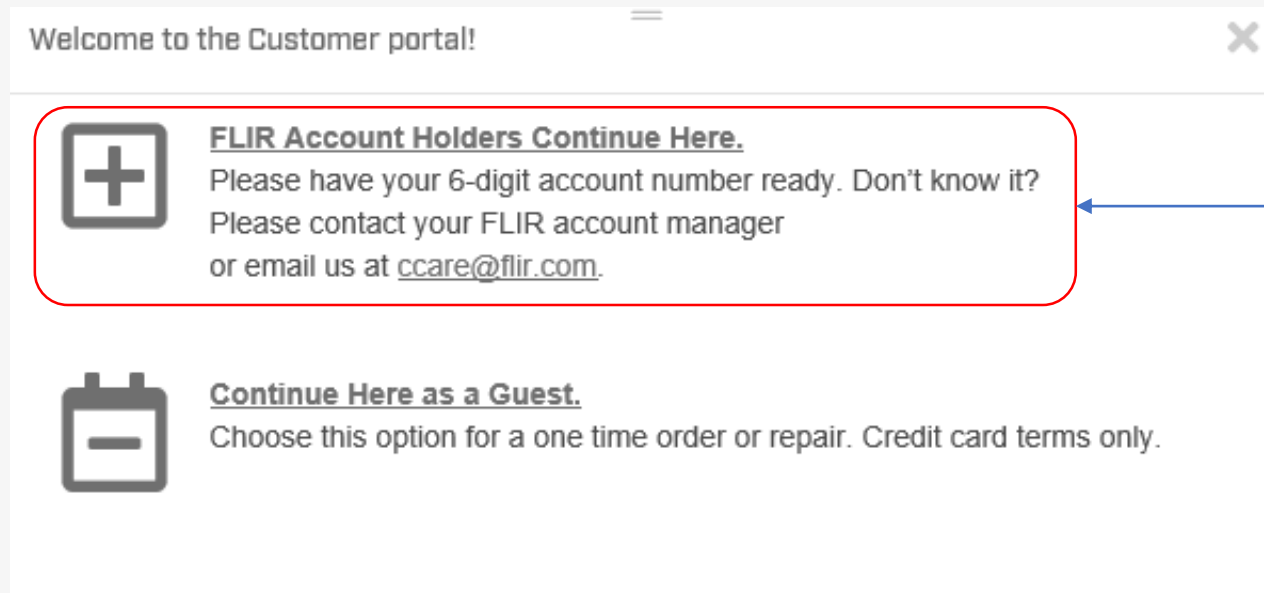 Welcome to the Customer portal!
FLIR Account Holders Continue Here.
Please have your 6-digit account number ready. Don’t know it?
Please contact your FLIR account manager
or email us at ccare@flir.com.
Continue Here as a Guest.
Choose this option for a one time order or repair. Credit card terms only.